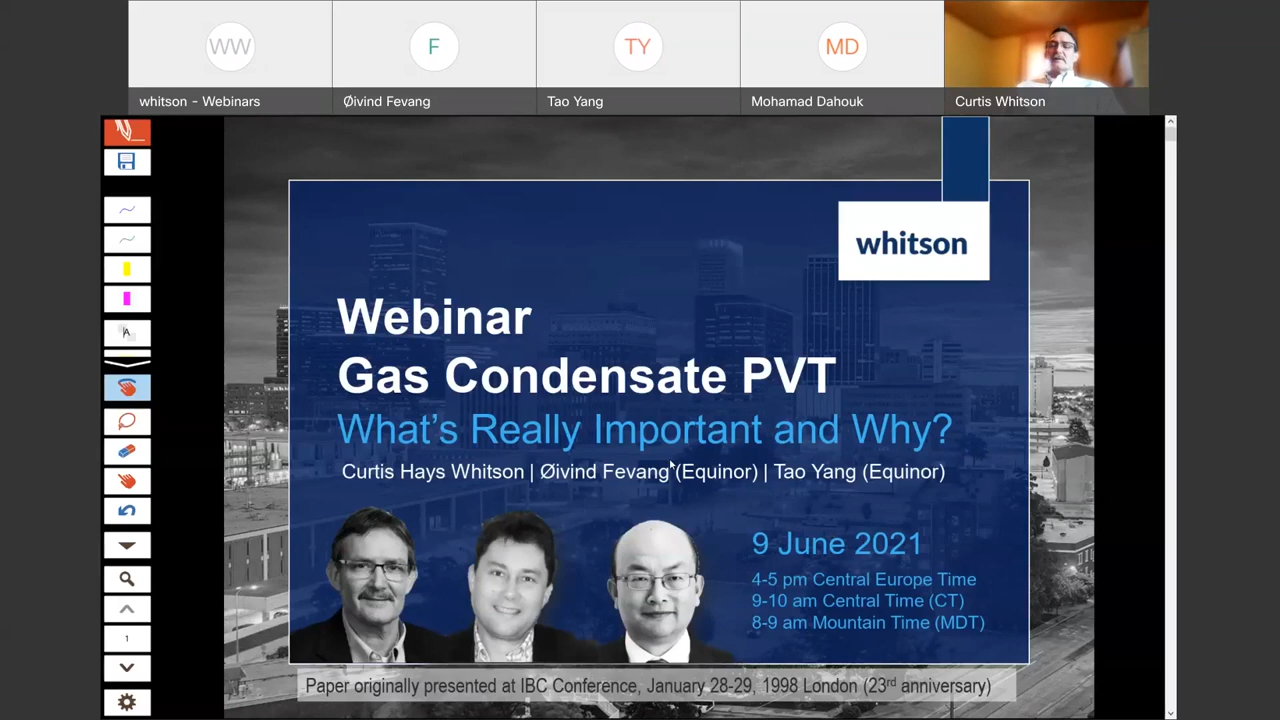 WW
F
TY
MD
whitson - Webinars
Øivind Fevang
Tao Yang
Mohamad Dahouk
Curtis Whitson
whitson
Webinar
Gas Condensate PVT
What's Really Important and Why?
Curtis Hays Whitson | Øivind Fevang (Equinor) | Tao Yang (Equinor)
9 June 2021
4-5 pm Central Europe Time
9-10 am Central Time (CT)
8-9 am Mountain Time (MDT)
Paper originally presented at IBC Conference, January 28-29, 1998 London (23rd anniversary)
A
1